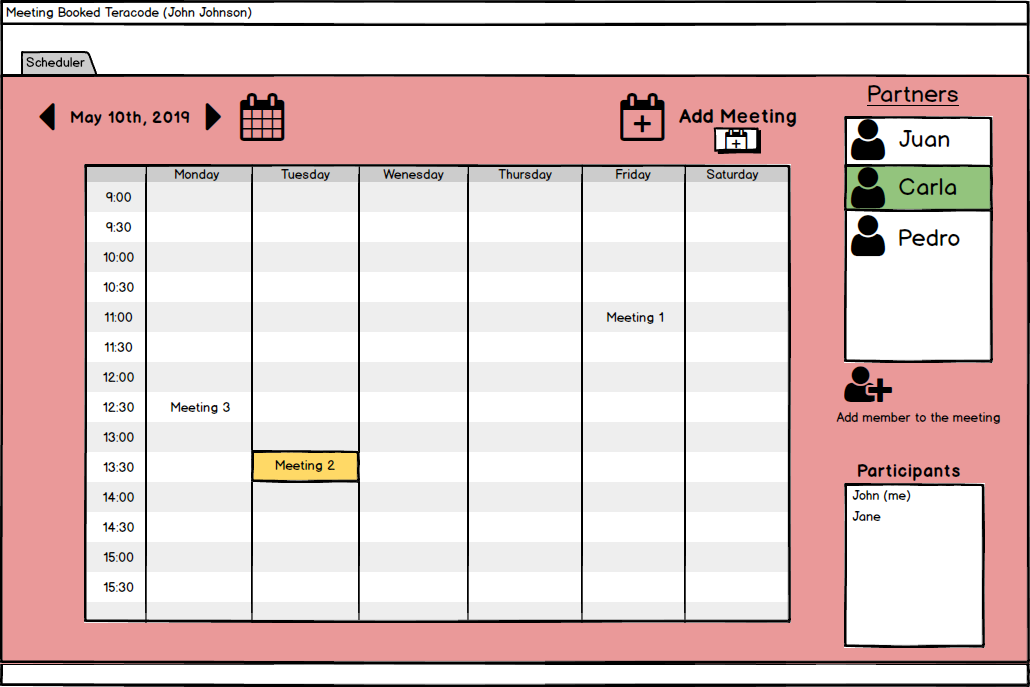 Meeting Booked Teracode (John Johnson)
Scheduler
May 10th, 2019
Add Meeting
Partners
Juan
Carla
Pedro
Monday Tuesday Wenesday Thursday Friday Saturday
9:00
9:30
10:00
10:30
11:00 Meeting 1
11:30
12:00
12:30 Meeting 3
13:00
13:30 Meeting 2
14:00
14:30
15:00
15:30
Add member to the meeting
Participants
John (me)
Jane